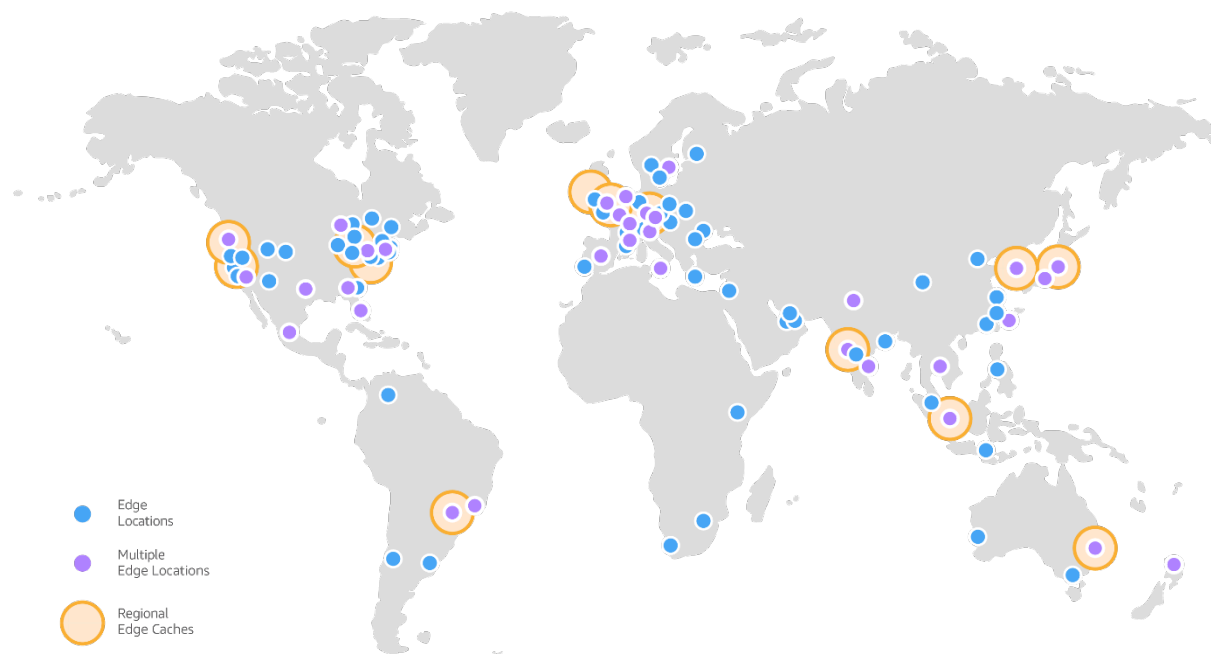 Edge
Locations
Multiple
Edge Locations
Regional
Edge Caches